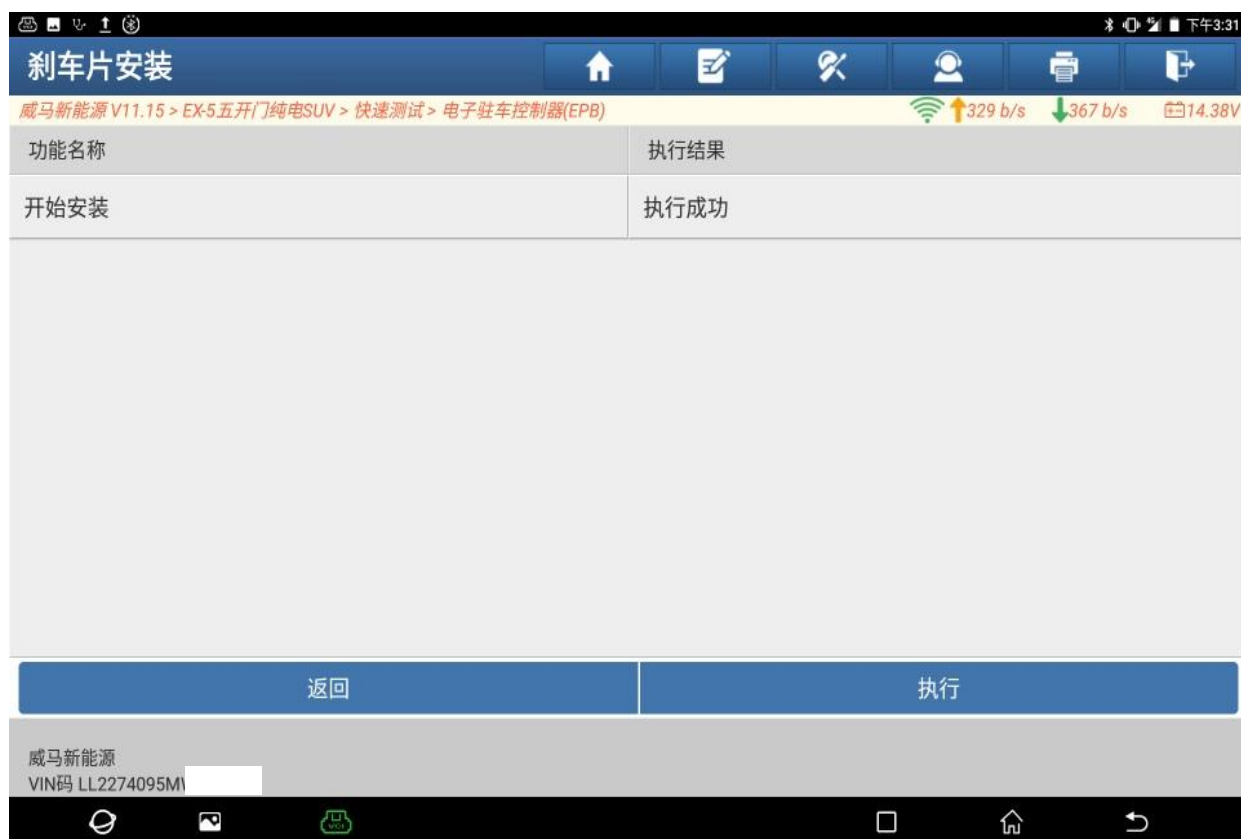 下午3:31
刹车片安装
威马新能源 V11.15 > EX-5五开门纯电SUV > 快速测试 > 电子驻车控制器(EPB)
329 b/s 367 b/s 14.38V
功能名称 执行结果
开始安装 执行成功
返回 执行
威马新能源
VIN码 LL2274095M